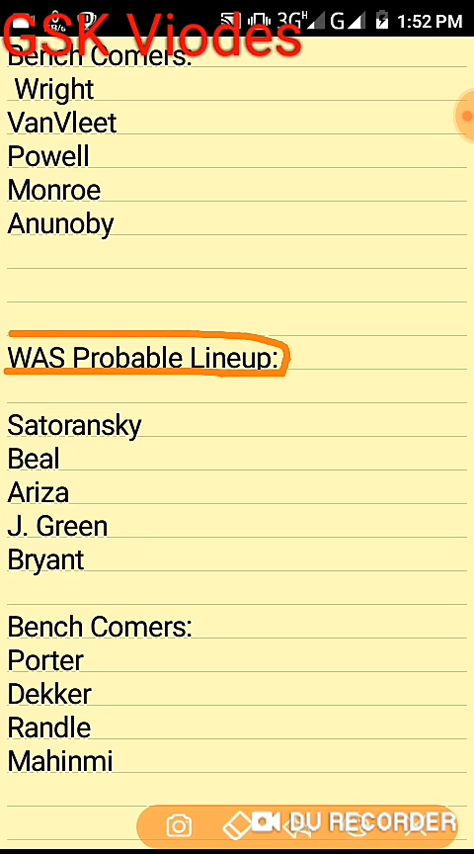 3G H G 1:52 PM
GSK Viodes
Bench Comers:
Wright
VanVleet
Powell
Monroe
Anunoby
WAS Probable Lineup:
Satoransky
Beal
Ariza
J. Green
Bryant
Bench Comers:
Porter
Dekker
Randle
Mahinmi
DU RECORDER